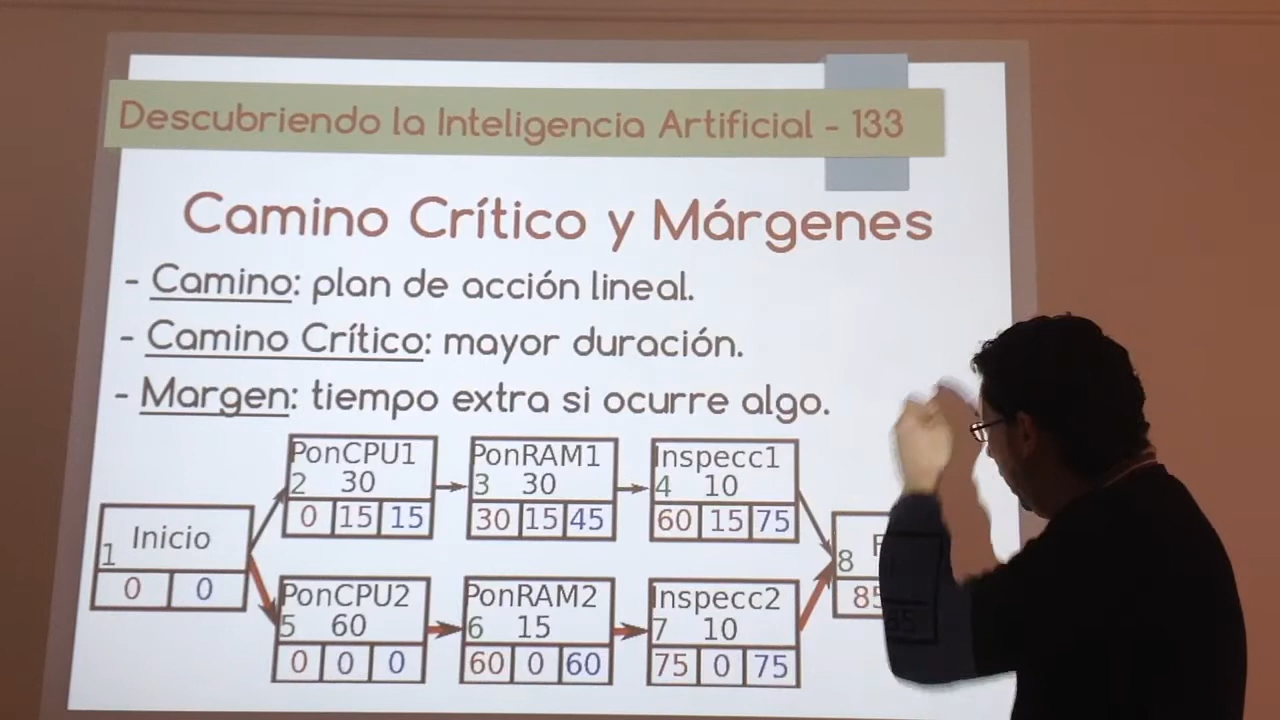 Descubriendo la Inteligencia Artificial - 133
Camino Crítico y Márgenes
- Camino: plan de acción lineal.
- Camino Crítico: mayor duración.
- Margen: tiempo extra si ocurre algo.
PonCPU1
2 30
0 15 15
PonRAM1
3 30
30 15 45
Inspecc1
4 10
60 15 75
Inicio
1
0 0
8
85
PonCPU2
5 60
0 0 0
PonRAM2
6 15
60 0 60
Inspecc2
7 10
75 0 75